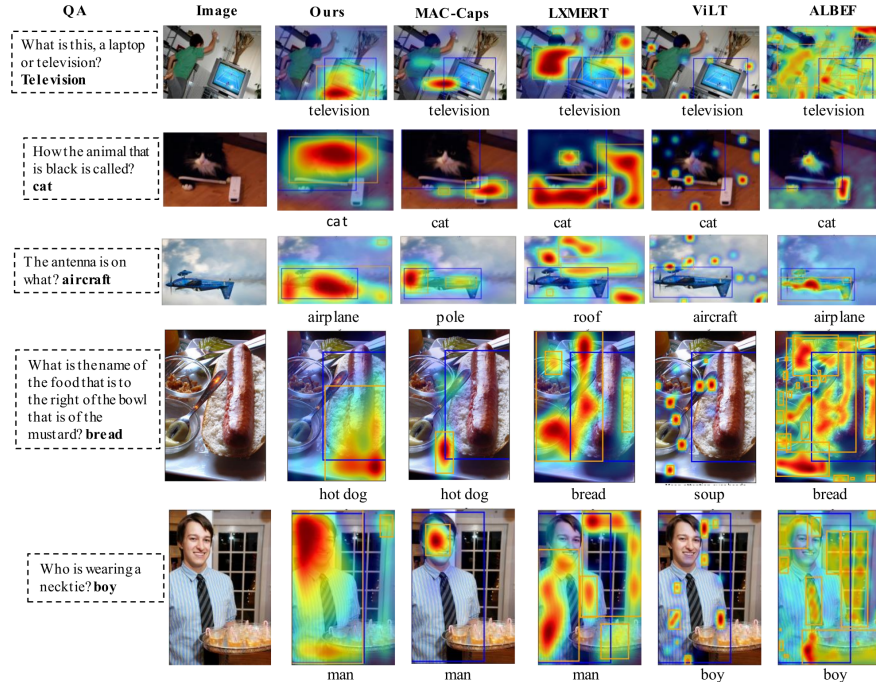 QA Image Ours MAC-Caps LXMERT ViLT ALBEF
What is this, a laptop
or television?
Television
television television television television television
How the animal that
is black is called?
cat
cat cat cat cat cat
The antenna is on
what? aircraft
airplane pole roof aircraft airplane
What is the name of
the food that is to
the right of the bowl
that is of the
mustard? bread
hot dog hot dog bread soup bread
Who is wearing a
necktie? boy
man man man boy boy